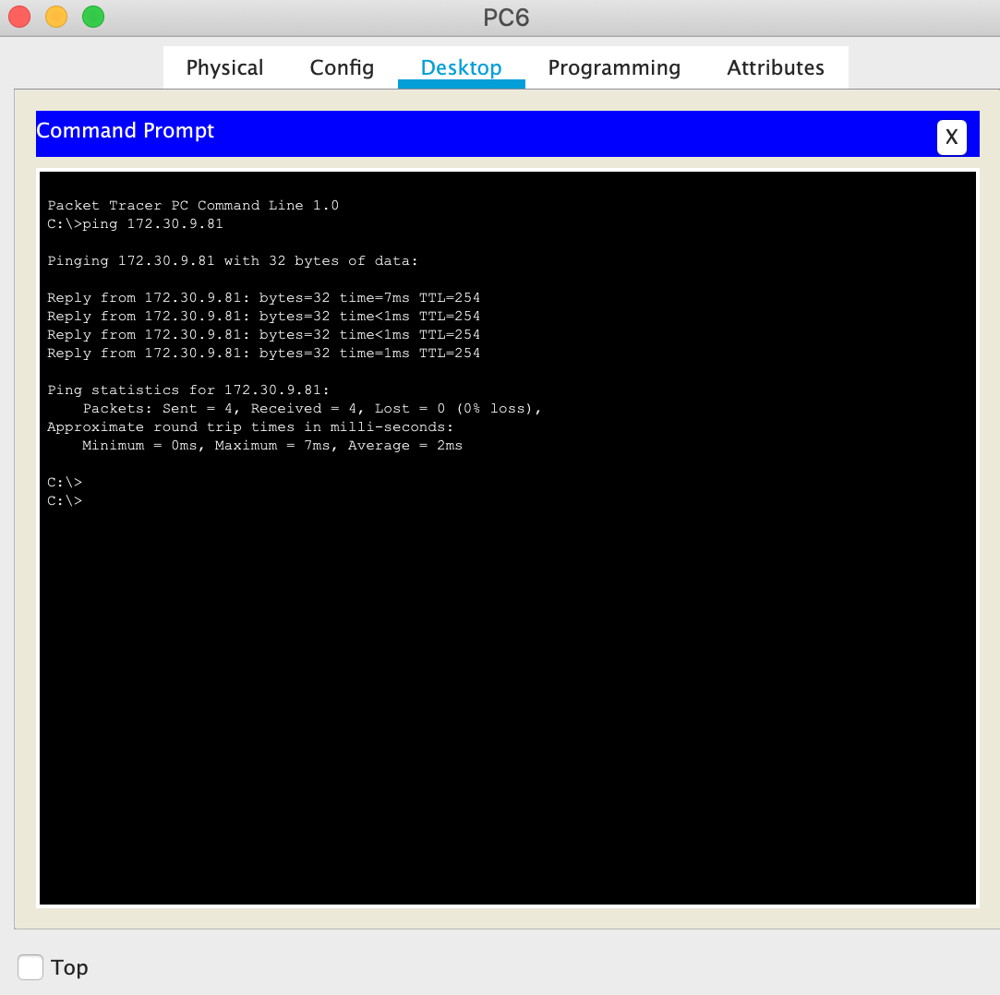 PC6
Physical Config Desktop Programming Attributes
Command Prompt
X
Packet Tracer PC Command Line 1.0
C:\>ping 172.30.9.81
Pinging 172.30.9.81 with 32 bytes of data:
Reply from 172.30.9.81: bytes=32 time=7ms TTL=254
Reply from 172.30.9.81: bytes=32 time<1ms TTL=254
Reply from 172.30.9.81: bytes=32 time<1ms TTL=254
Reply from 172.30.9.81: bytes=32 time=1ms TTL=254
Ping statistics for 172.30.9.81:
Packets: Sent = 4, Received = 4, Lost = 0 (0% loss),
Approximate round trip times in milli-seconds:
Minimum = 0ms, Maximum = 7ms, Average = 2ms
C:\>
C:\>
Top